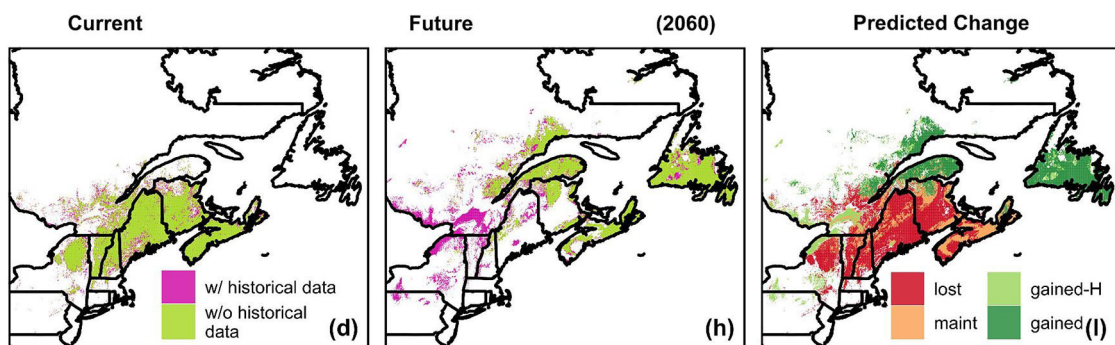 Current
Future (2060)
Predicted Change
w/ historical data
w/o historical
data
(d)
(h)
lost
maint
gained-H
gained
(l)